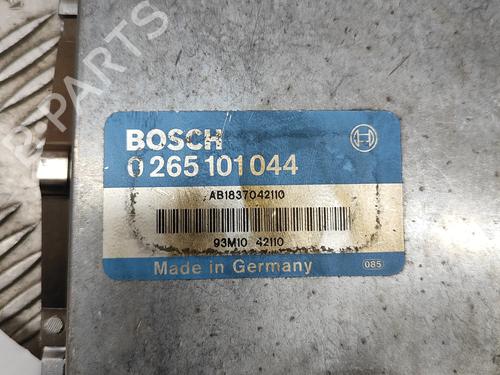 BOSCH
0 265 101 044
AB1837042110
93M10 42110
Made in Germany
085
B-PARTS